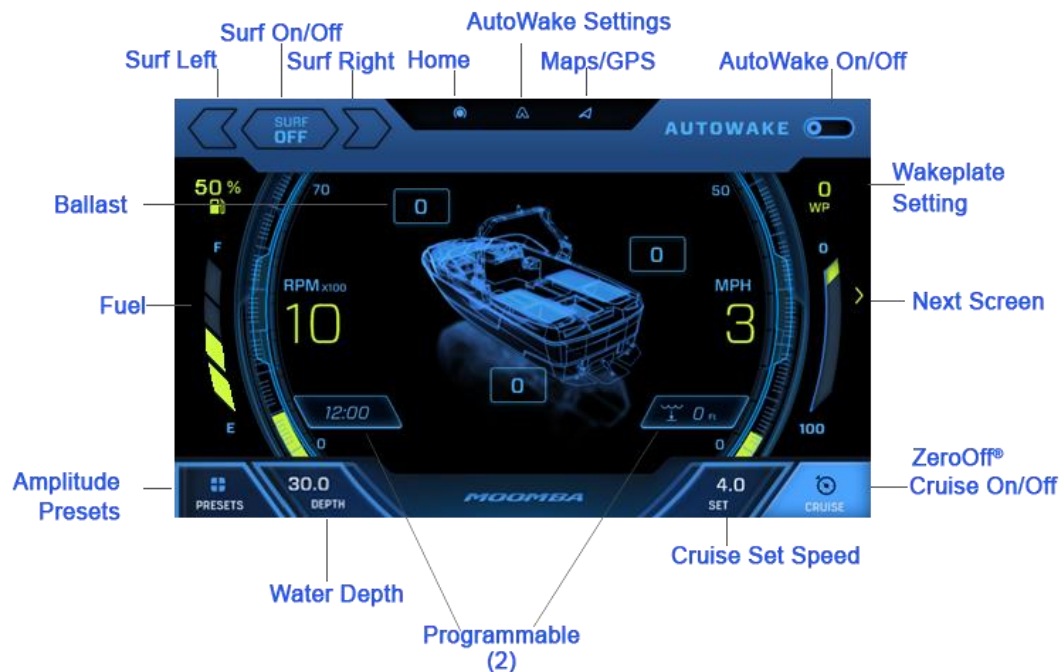 AutoWake Settings
Surf On/Off
Surf Left
Surf Right
Home
Maps/GPS
AutoWake On/Off
SURF
OFF
AUTOWAKE
50 %
70
50
0
WP
Wakeplate
Setting
Ballast
0
0
F
0
Fuel
RPM x100
10
MPH
3
Next Screen
0
12:00
0 FT
E
0
0
100
Amplitude
Presets
PRESETS
30.0
DEPTH
MOOMBA
4.0
SET
CRUISE
ZeroOff®
Cruise On/Off
Cruise Set Speed
Water Depth
Programmable
(2)